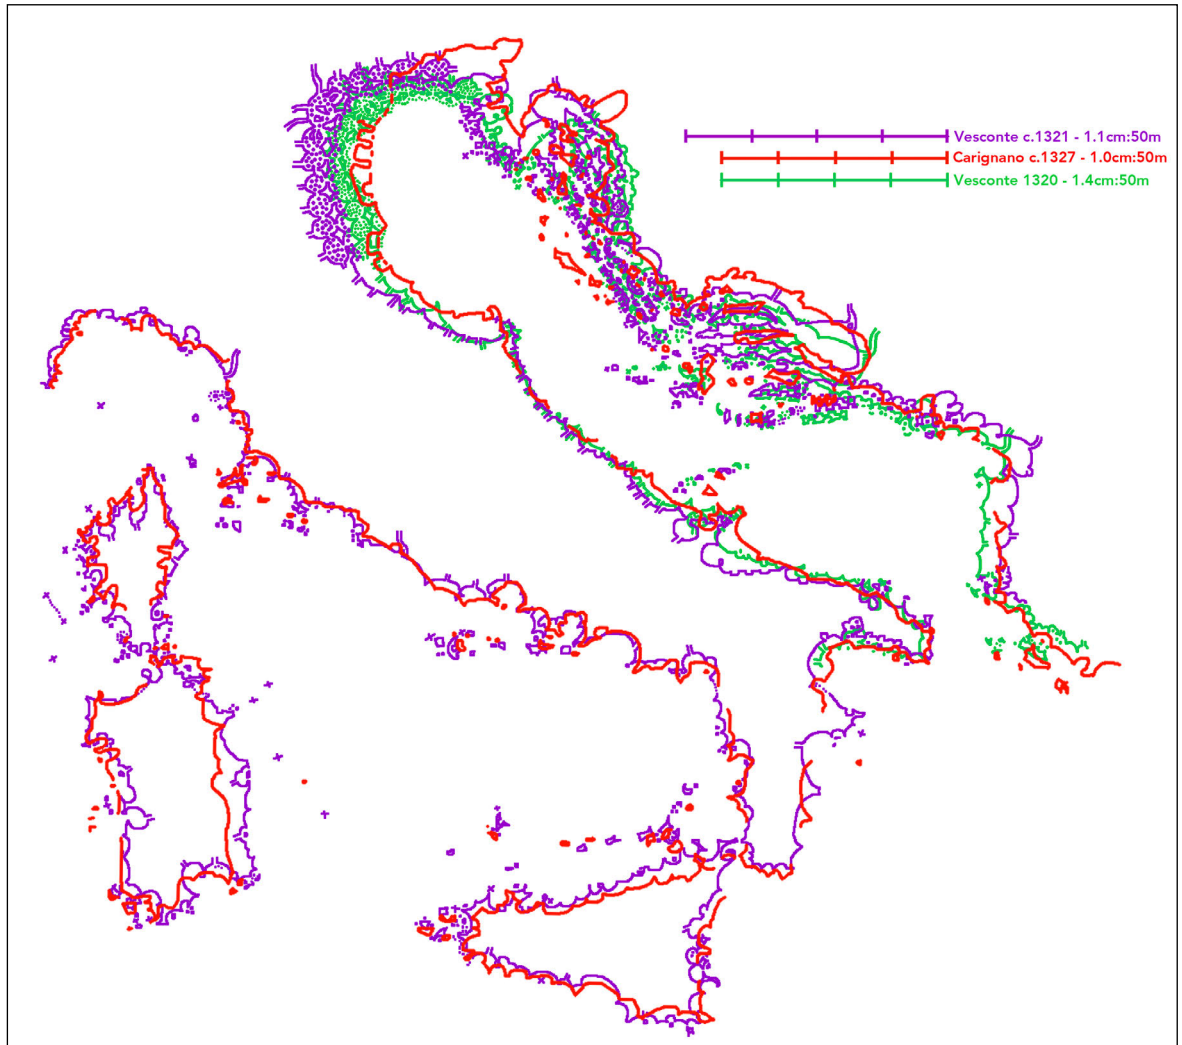 Vesconte c.1321 - 1.1cm:50m
Carignano c.1327 - 1.0cm:50m
Vesconte 1320 - 1.4cm:50m